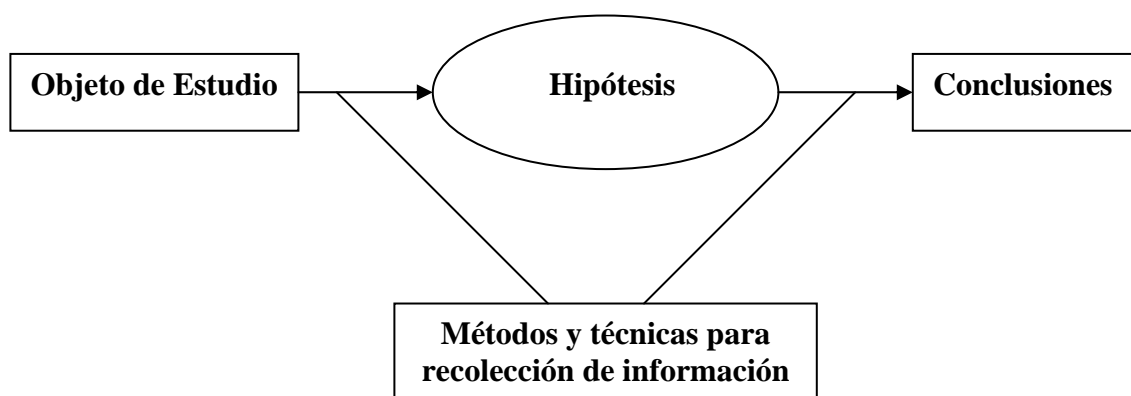 Objeto de Estudio
Hipótesis
Conclusiones
Métodos y técnicas para
recolección de información